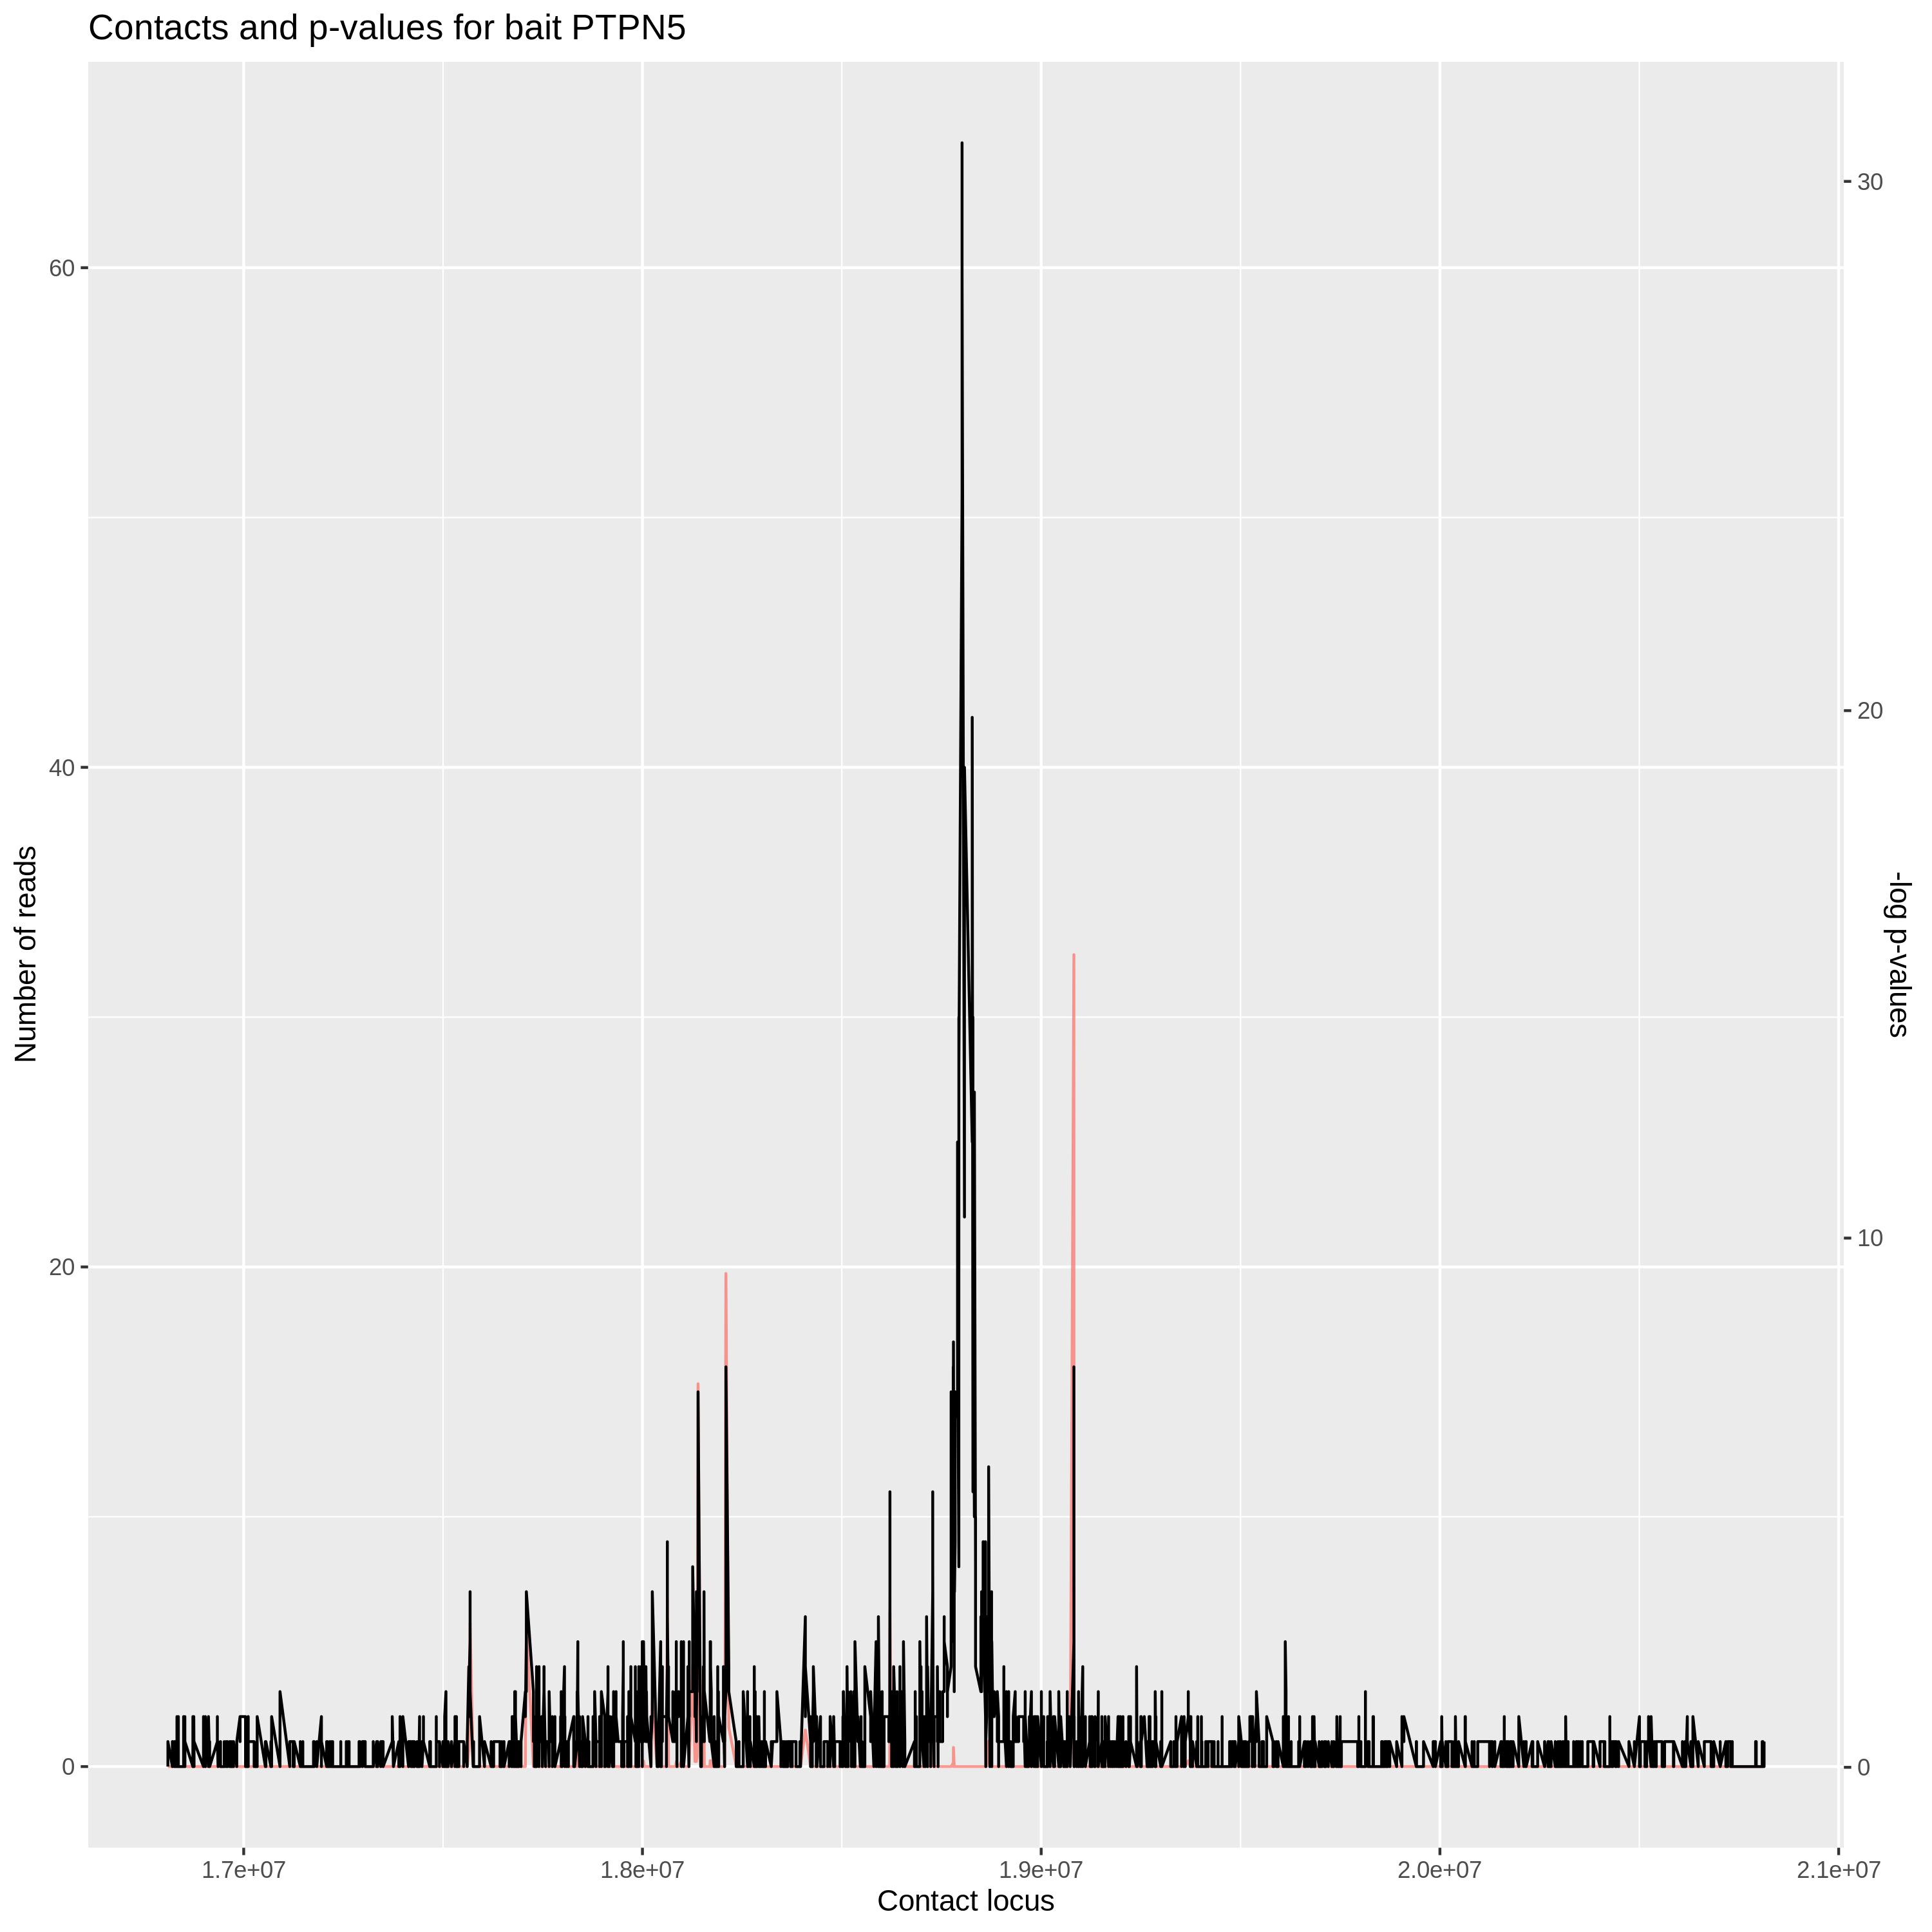 Contacts and p-values for bait PTPN5
60
40
20
0
30
20
10
0
Number of reads
-log p-values
1.7e+07
1.8e+07
1.9e+07
2.0e+07
2.1e+07
Contact locus